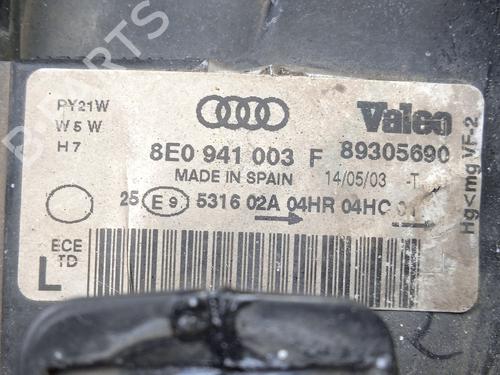 B-PARTS
PY21W
W5W
H7
Valeo
8E0 941 003 F 89305690
MADE IN SPAIN 14/05/03 -T
25 E9 5316 02A 04HR 04HC
ECE
TD
L
Hg<mg VF-2